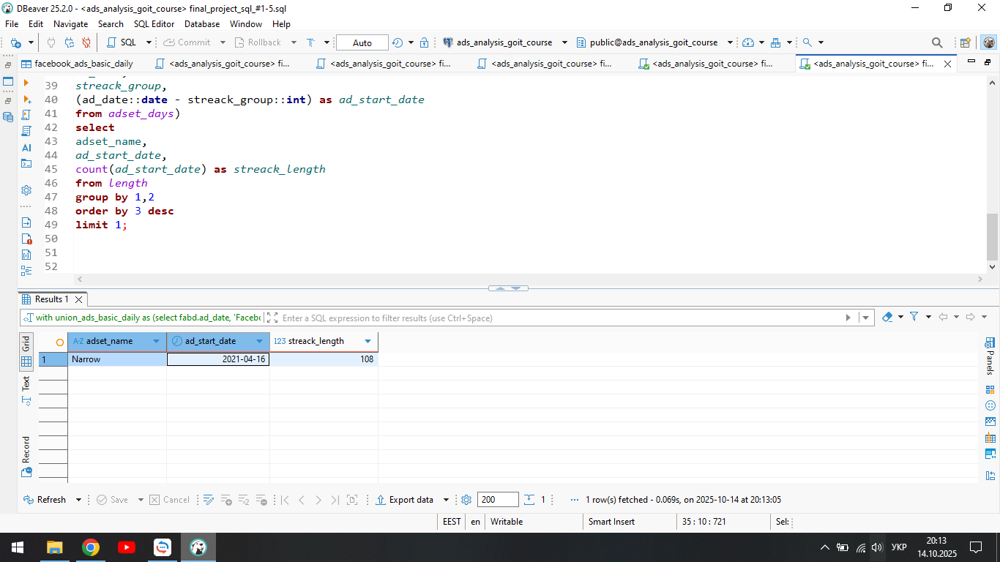 DBeaver 25.2.0 - <ads_analysis_goit_course> final_project_sql_#1-5.sql
File Edit Navigate Search SQL Editor Database Window Help
SQL Commit Rollback T Auto ads_analysis_goit_course public@ads_analysis_goit_course
facebook_ads_basic_daily <ads_analysis_goit_course> fi... <ads_analysis_goit_course> fi... <ads_analysis_goit_course> fi... <ads_analysis_goit_course> fi... <ads_analysis_goit_course> fi...
39 streack_group,
40 (ad_date::date - streack_group::int) as ad_start_date
41 from adset_days)
42 select
43 adset_name,
44 ad_start_date,
45 count(ad_start_date) as streack_length
46 from length
47 group by 1,2
48 order by 3 desc
49 limit 1;
50
51
52
AI
Results 1
with union_ads_basic_daily as (select fabd.ad_date, 'Facebo Enter a SQL expression to filter results (use Ctrl+Space)
Grid
Text
Record
A-Z adset_name ad_start_date 123 streack_length
1 Narrow 2021-04-16 108
Panels
Refresh Save Cancel Export data 200 1 ... 1 row(s) fetched - 0.069s, on 2025-10-14 at 20:13:05
EEST en Writable Smart Insert 35 : 10 : 721 Sel:
УКР 20:13
14.10.2025